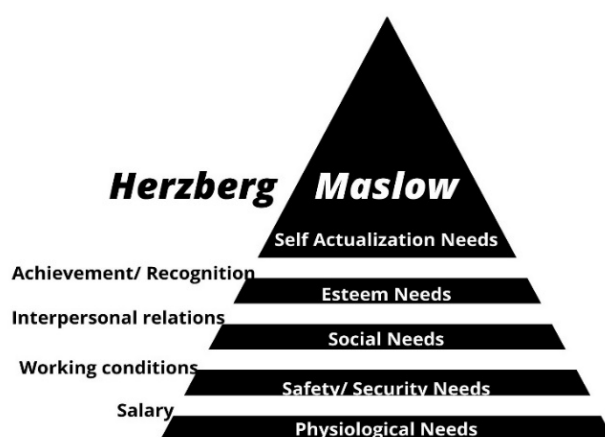 Herzberg Maslow
Self Actualization Needs
Achievement/ Recognition
Esteem Needs
Interpersonal relations
Social Needs
Working conditions
Safety/ Security Needs
Salary
Physiological Needs